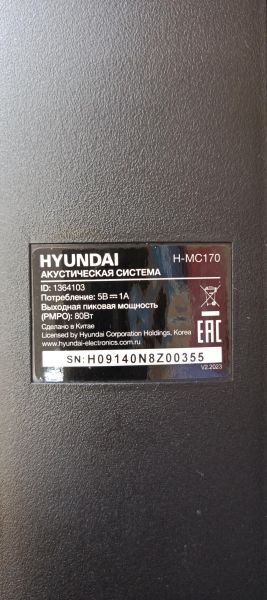 HYUNDAI H-MC170
АКУСТИЧЕСКАЯ СИСТЕМА
ID: 1364103
Потребление: 5В⎓1А
Выходная пиковая мощность
(PMPO): 80Вт
Сделано в Китае
Licensed by Hyundai Corporation Holdings, Korea
www.hyundai-electronics.com.ru
EAC
SN: H09140N8Z00355
V2.2023